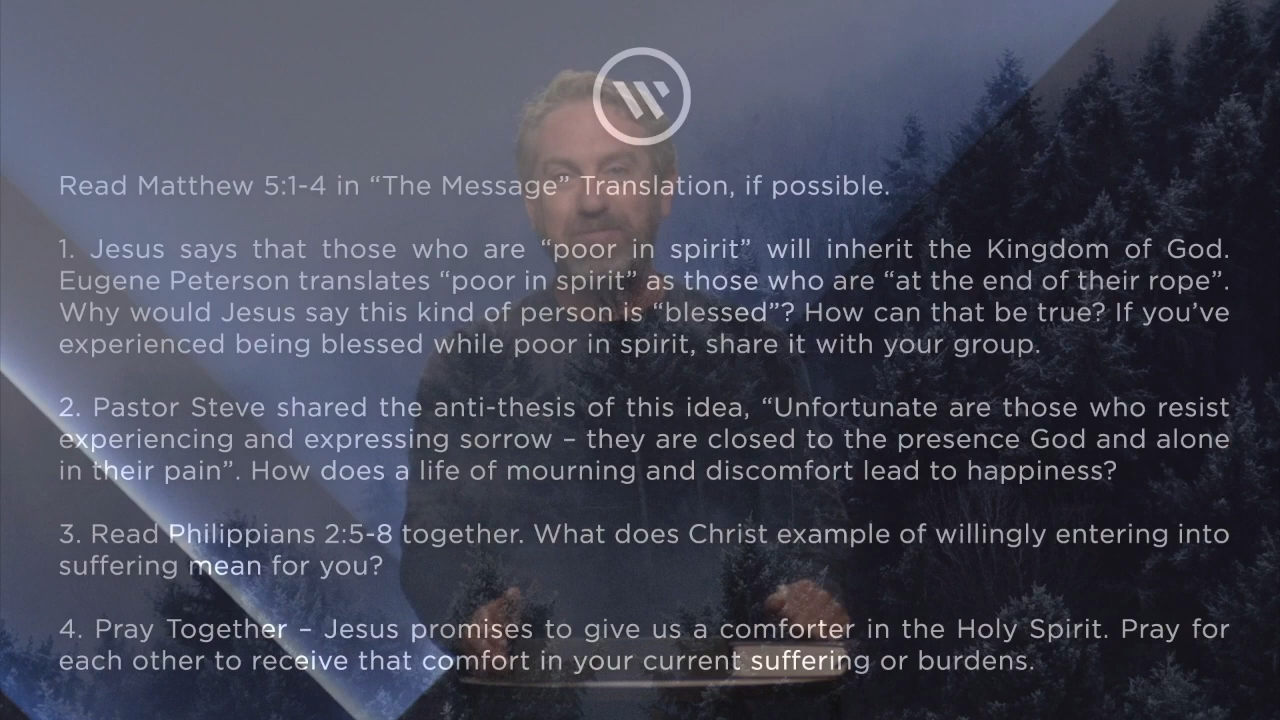 Read Matthew 5:1-4 in “The Message” Translation, if possible.
1. Jesus says that those who are “poor in spirit” will inherit the Kingdom of God.
Eugene Peterson translates “poor in spirit” as those who are “at the end of their rope”.
Why would Jesus say this kind of person is “blessed”? How can that be true? If you’ve
experienced being blessed while poor in spirit, share it with your group.
2. Pastor Steve shared the anti-thesis of this idea, “Unfortunate are those who resist
experiencing and expressing sorrow – they are closed to the presence God and alone
in their pain”. How does a life of mourning and discomfort lead to happiness?
3. Read Philippians 2:5-8 together. What does Christ example of willingly entering into
suffering mean for you?
4. Pray Together – Jesus promises to give us a comforter in the Holy Spirit. Pray for
each other to receive that comfort in your current suffering or burdens.